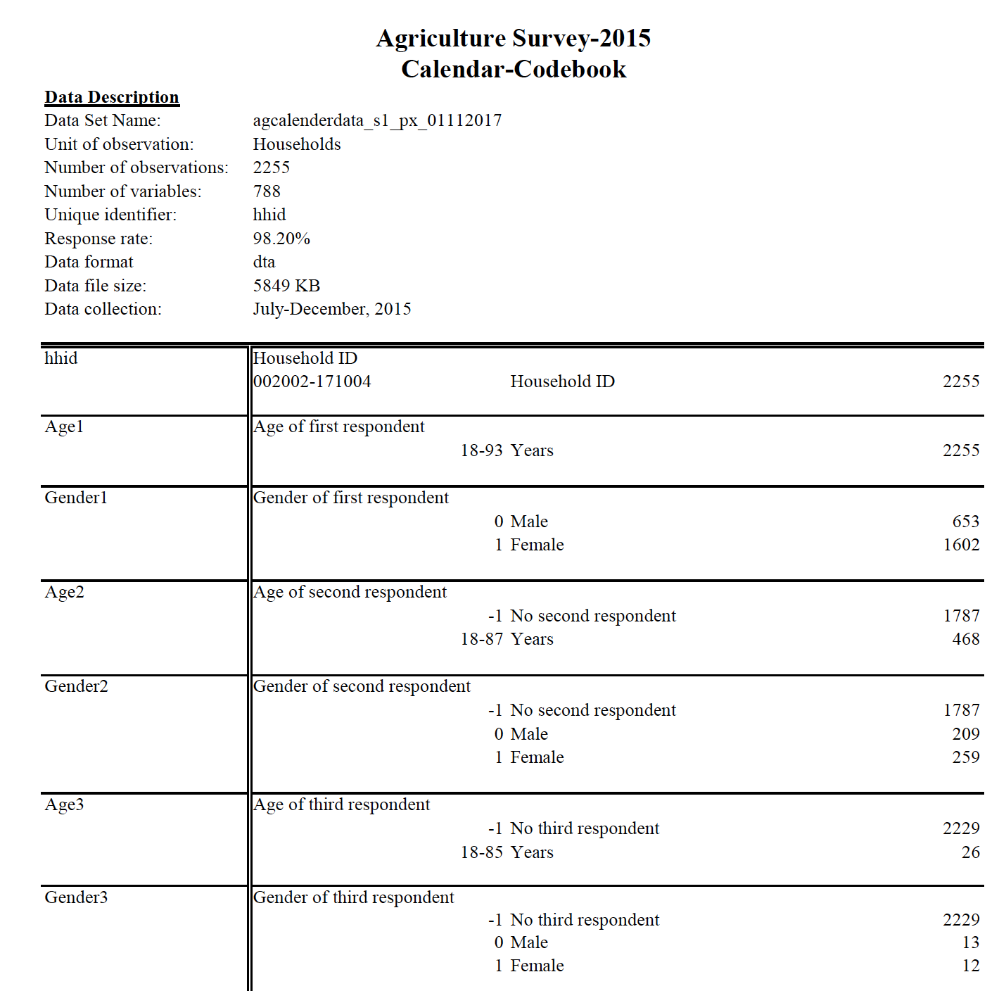 Agriculture Survey-2015
Calendar-Codebook
Data Description
Data Set Name: agcalenderdata_s1_px_01112017
Unit of observation: Households
Number of observations: 2255
Number of variables: 788
Unique identifier: hhid
Response rate: 98.20%
Data format dta
Data file size: 5849 KB
Data collection: July-December, 2015
hhid Household ID
002002-171004 Household ID 2255
Age1 Age of first respondent
18-93 Years 2255
Gender1 Gender of first respondent
0 Male 653
1 Female 1602
Age2 Age of second respondent
-1 No second respondent 1787
18-87 Years 468
Gender2 Gender of second respondent
-1 No second respondent 1787
0 Male 209
1 Female 259
Age3 Age of third respondent
-1 No third respondent 2229
18-85 Years 26
Gender3 Gender of third respondent
-1 No third respondent 2229
0 Male 13
1 Female 12